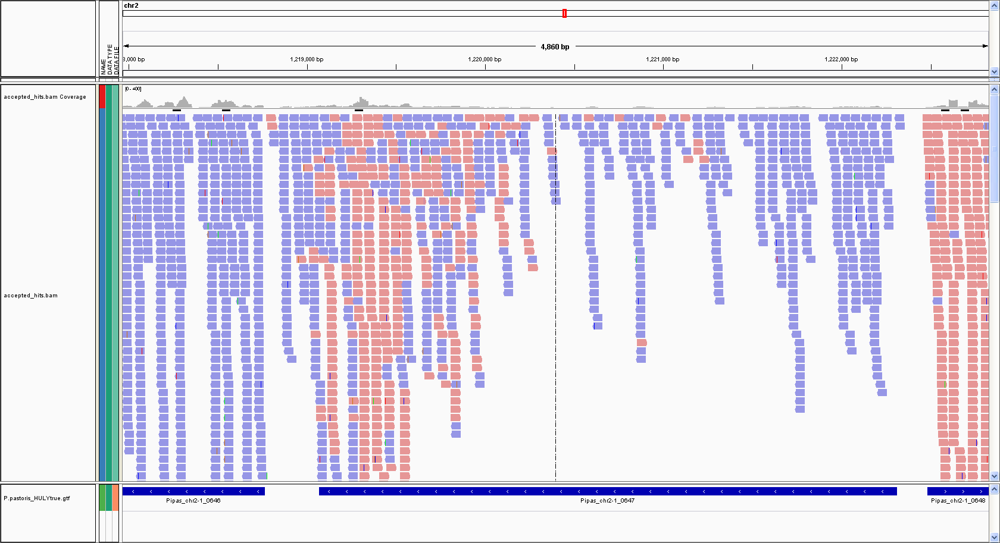 chr2
4,860 bp
3,000 bp
1,219,000 bp
1,220,000 bp
1,221,000 bp
1,222,000 bp
NAME
DATA TYPE
DATA FILE
[0 - 400]
accepted_hits.bam Coverage
accepted_hits.bam
P.pastoris_HULYtrue.gtf
Pipas_chr2-1_0646
Pipas_chr2-1_0647
Pipas_chr2-1_0648